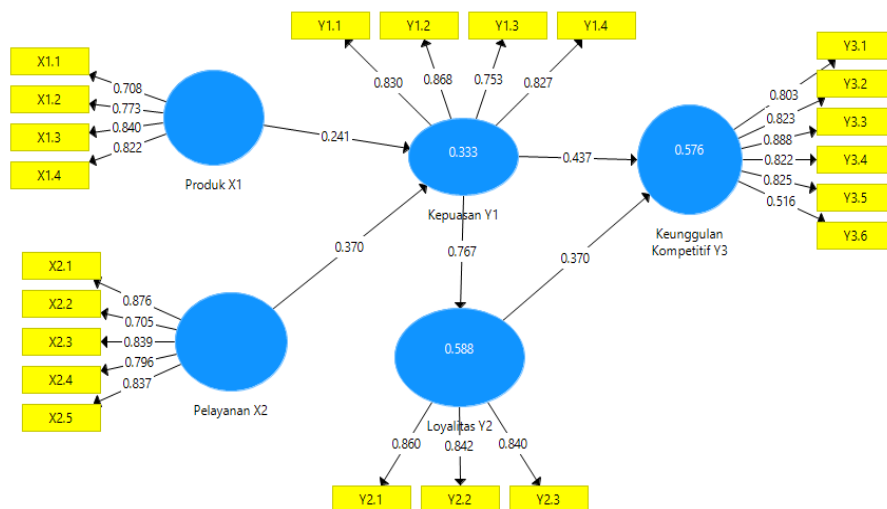 Y1.1
Y1.2
Y1.3
Y1.4
0.830
0.868
0.753
0.827
X1.1
X1.2
X1.3
X1.4
0.708
0.773
0.840
0.822
Produk X1
0.241
0.333
Kepuasan Y1
0.437
0.576
Keunggulan
Kompetitif Y3
0.803
0.823
0.888
0.822
0.825
0.516
Y3.1
Y3.2
Y3.3
Y3.4
Y3.5
Y3.6
0.370
0.767
0.370
X2.1
X2.2
X2.3
X2.4
X2.5
0.876
0.705
0.839
0.796
0.837
Pelayanan X2
0.588
Loyalitas Y2
0.860
0.842
0.840
Y2.1
Y2.2
Y2.3